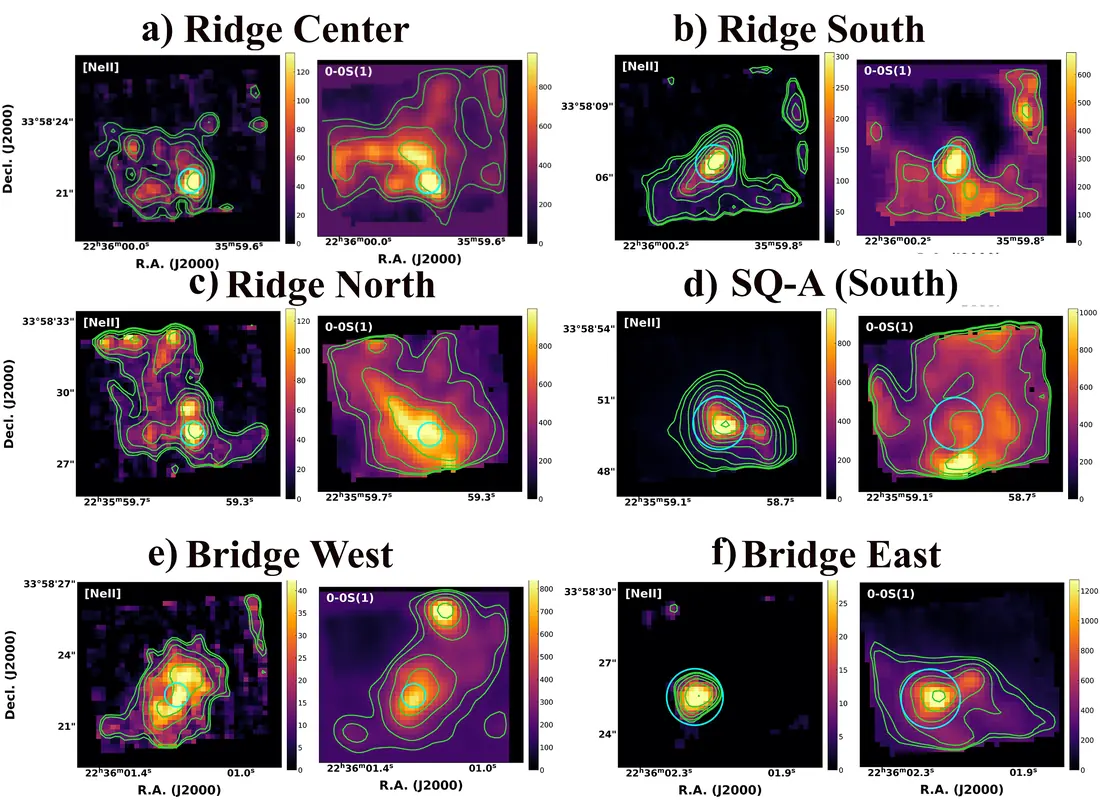 a) Ridge Center
b) Ridge South
[NeII]
0-0S(1)
[NeII]
0-0S(1)
Decl. (J2000)
33°58'24"
21"
120
100
80
60
40
20
0
800
600
400
200
0
22ʰ36ᵐ00.0ˢ
35ᵐ59.6ˢ
22ʰ36ᵐ00.0ˢ
35ᵐ59.6ˢ
R.A. (J2000)
R.A. (J2000)
33°58'09"
06"
300
250
200
150
100
50
0
600
500
400
300
200
100
0
22ʰ36ᵐ00.2ˢ
35ᵐ59.8ˢ
22ʰ36ᵐ00.2ˢ
35ᵐ59.8ˢ
c) Ridge North
d) SQ-A (South)
[NeII]
0-0S(1)
[NeII]
0-0S(1)
Decl. (J2000)
33°58'33"
30"
27"
120
100
80
60
40
20
0
800
600
400
200
0
22ʰ35ᵐ59.7ˢ
59.3ˢ
22ʰ35ᵐ59.7ˢ
59.3ˢ
33°58'54"
51"
48"
800
600
400
200
0
1000
800
600
400
200
0
22ʰ35ᵐ59.1ˢ
58.7ˢ
22ʰ35ᵐ59.1ˢ
58.7ˢ
e) Bridge West
f) Bridge East
[NeII]
0-0S(1)
[NeII]
0-0S(1)
Decl. (J2000)
33°58'27"
24"
21"
40
35
30
25
20
15
10
5
0
800
700
600
500
400
300
200
100
0
22ʰ36ᵐ01.4ˢ
01.0ˢ
22ʰ36ᵐ01.4ˢ
01.0ˢ
R.A. (J2000)
R.A. (J2000)
33°58'30"
27"
24"
25
20
15
10
5
0
1200
1000
800
600
400
200
0
22ʰ36ᵐ02.3ˢ
01.9ˢ
22ʰ36ᵐ02.3ˢ
01.9ˢ
R.A. (J2000)
R.A. (J2000)